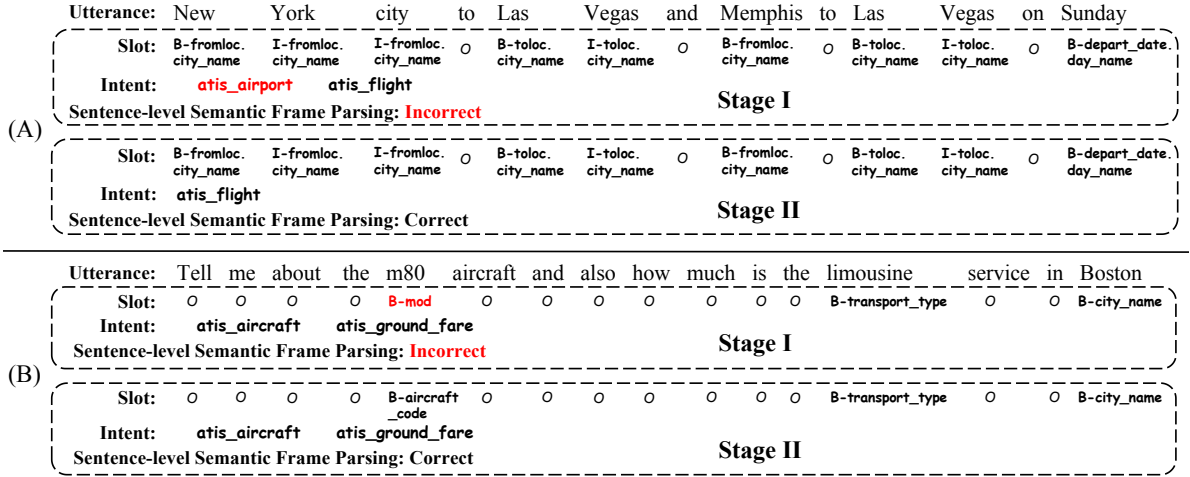 Utterance: New York city to Las Vegas and Memphis to Las Vegas on Sunday
Slot: B-fromloc. I-fromloc. I-fromloc. O B-toloc. I-toloc. O B-fromloc. O B-toloc. I-toloc. O B-depart_date.
city_name city_name city_name city_name city_name city_name city_name city_name day_name
Intent: atis_airport atis_flight
Stage I
Sentence-level Semantic Frame Parsing: Incorrect
(A)
Slot: B-fromloc. I-fromloc. I-fromloc. O B-toloc. I-toloc. O B-fromloc. O B-toloc. I-toloc. O B-depart_date.
city_name city_name city_name city_name city_name city_name city_name city_name day_name
Intent: atis_flight
Stage II
Sentence-level Semantic Frame Parsing: Correct
Utterance: Tell me about the m80 aircraft and also how much is the limousine service in Boston
Slot: O O O O B-mod O O O O O O O B-transport_type O O B-city_name
Intent: atis_aircraft atis_ground_fare
Stage I
Sentence-level Semantic Frame Parsing: Incorrect
(B)
Slot: O O O O B-aircraft O O O O O O O B-transport_type O O B-city_name
_code
Intent: atis_aircraft atis_ground_fare
Stage II
Sentence-level Semantic Frame Parsing: Correct